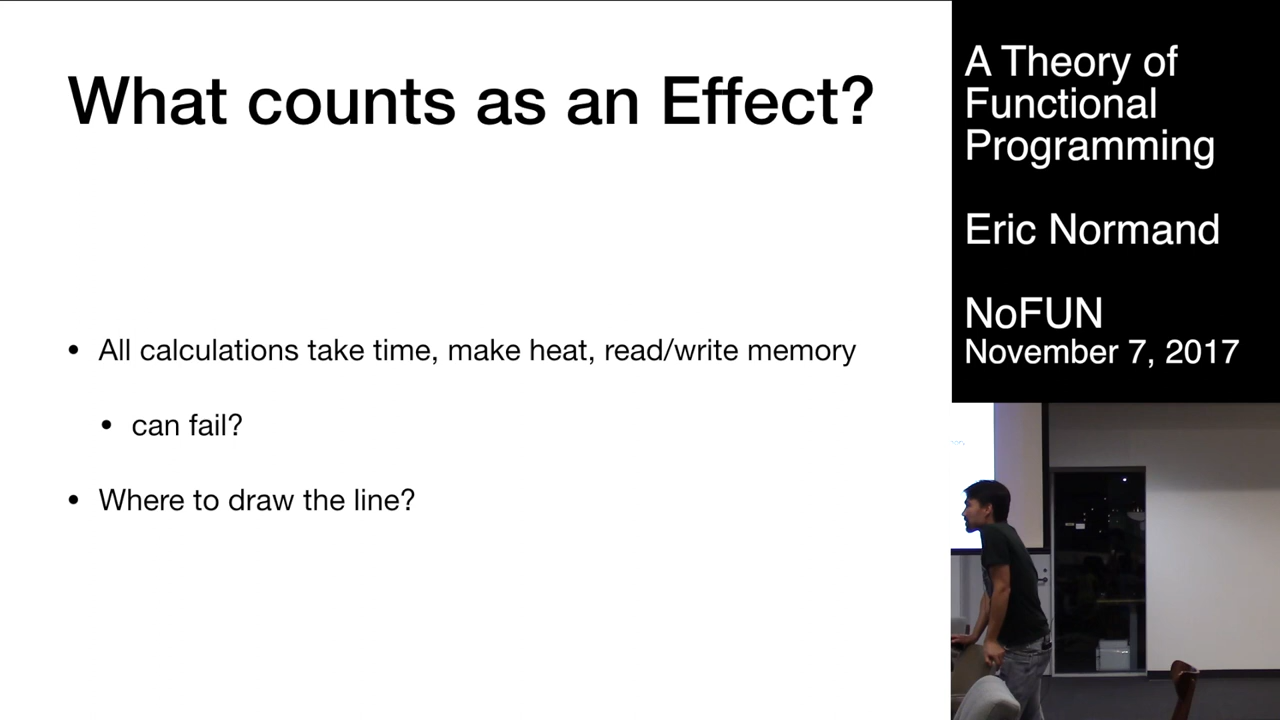 What counts as an Effect?
• All calculations take time, make heat, read/write memory
• can fail?
• Where to draw the line?
A Theory of
Functional
Programming
Eric Normand
NoFUN
November 7, 2017